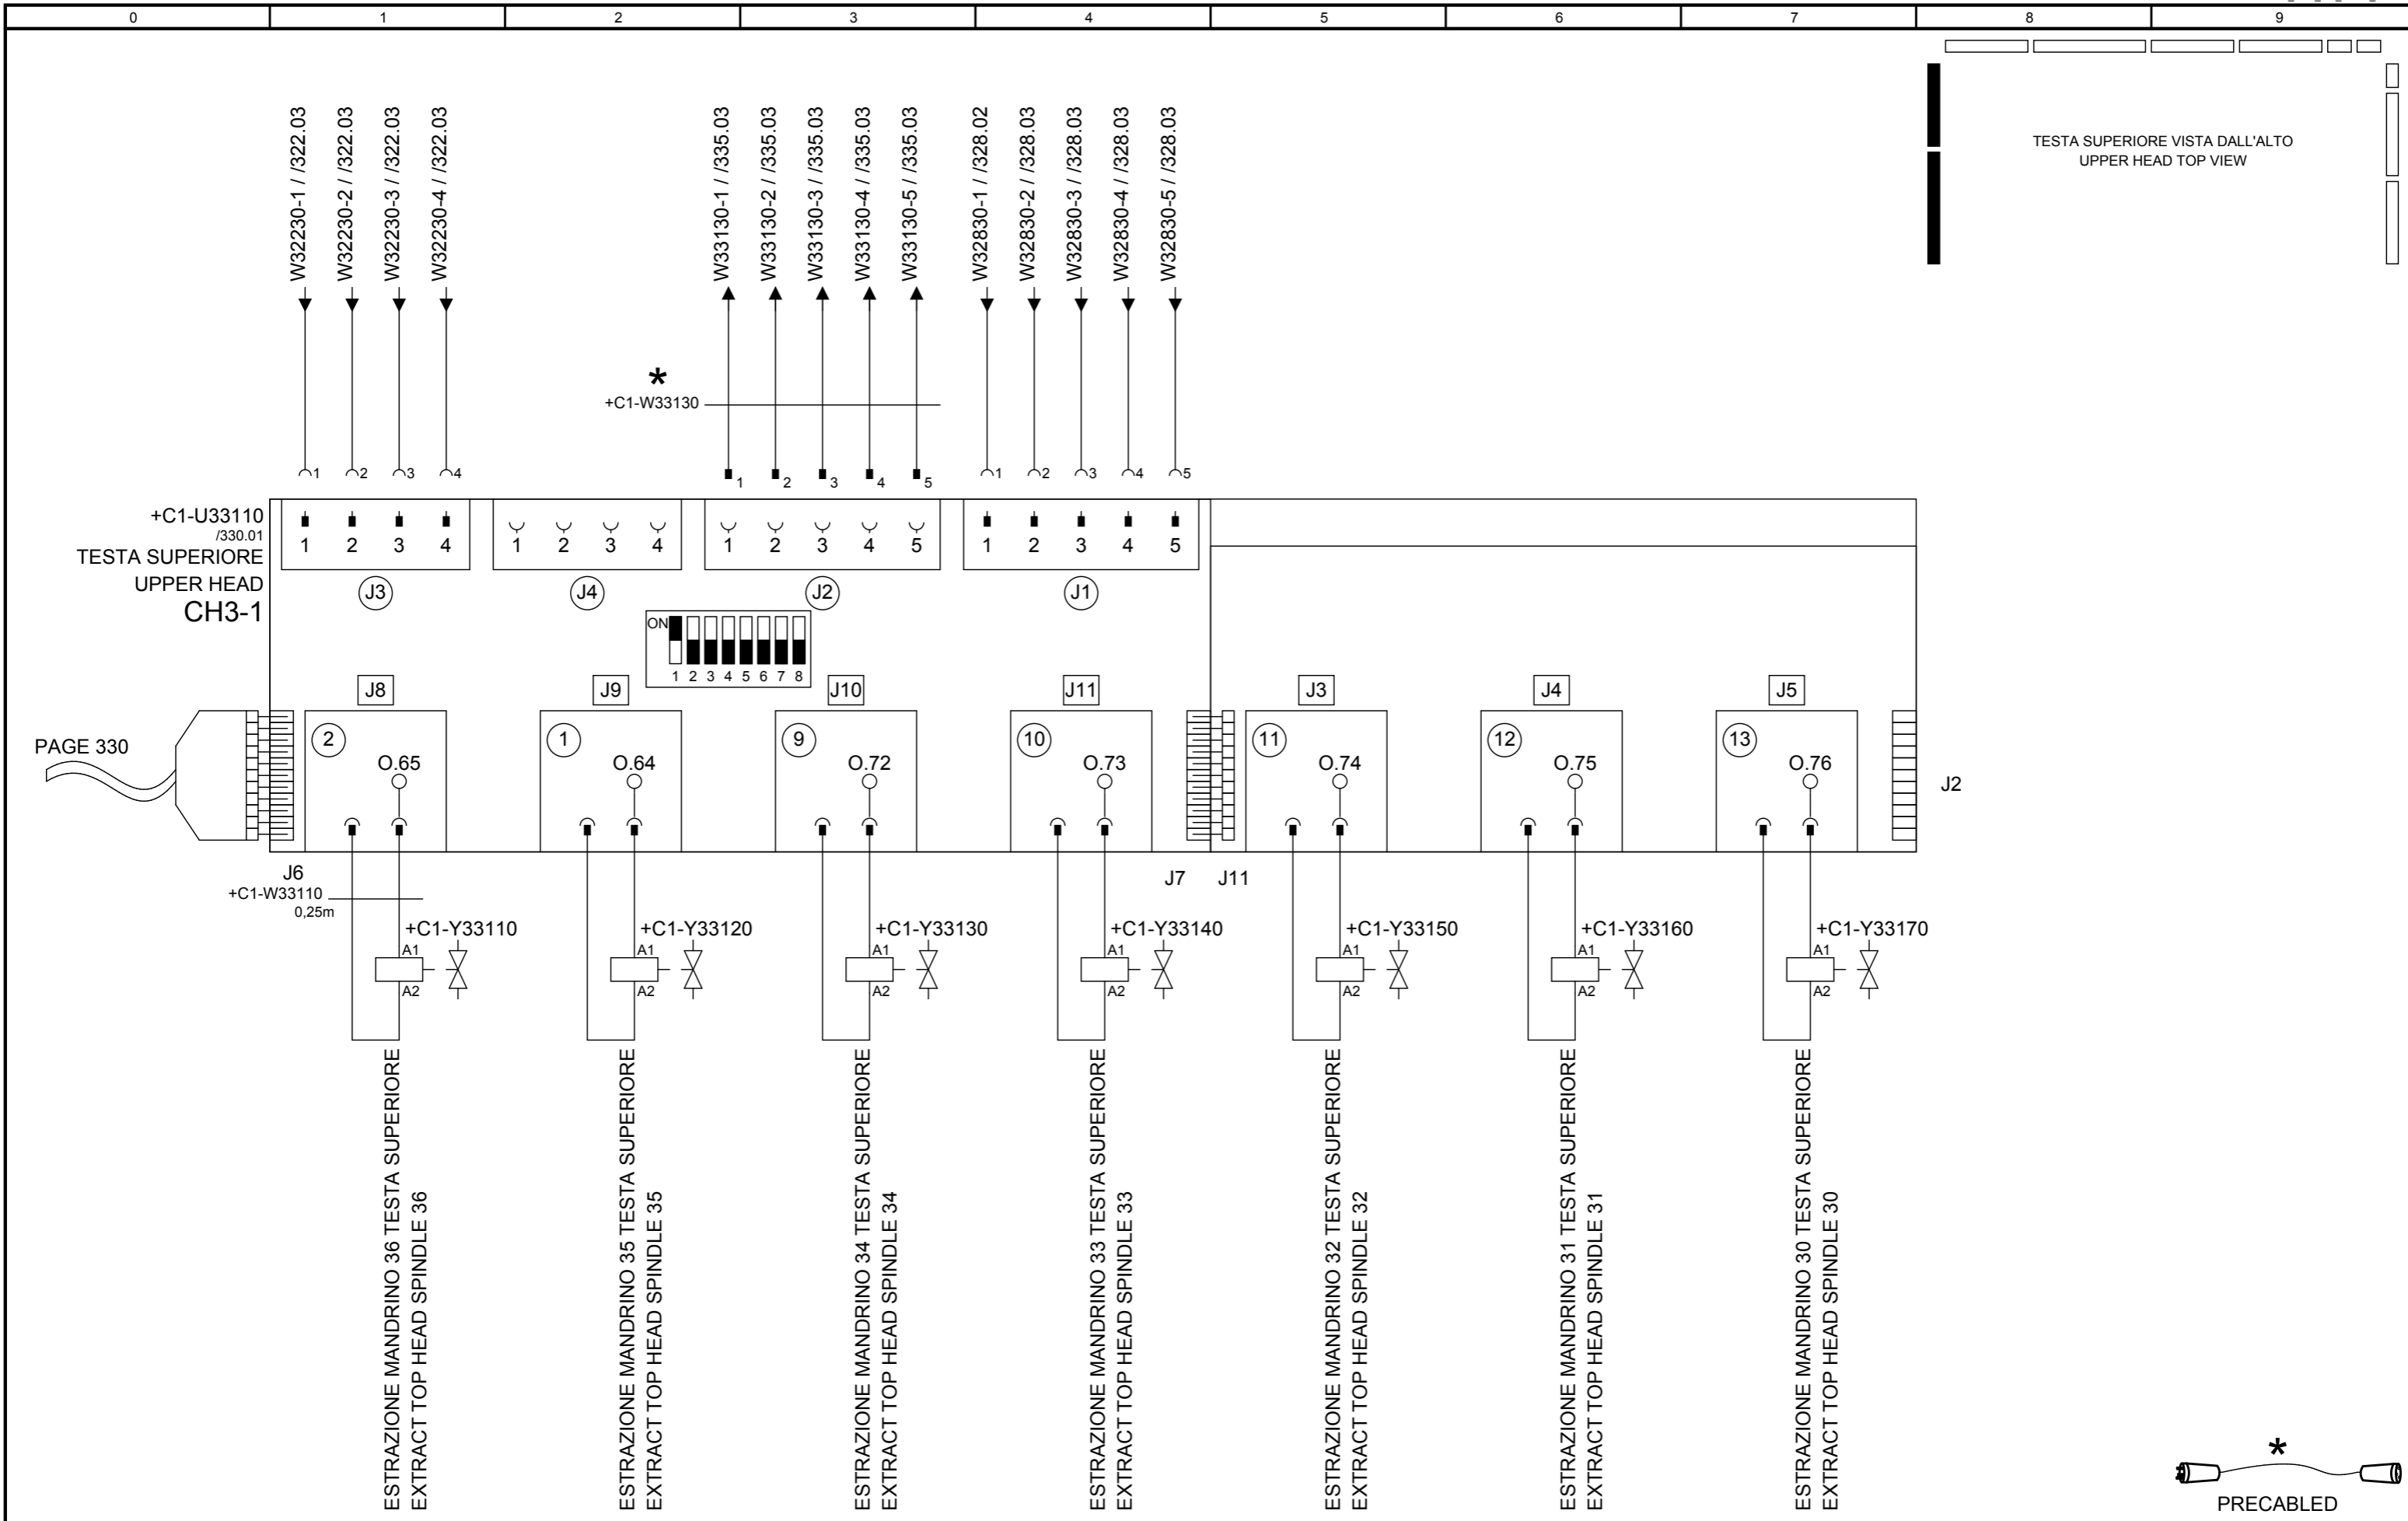 0 1 2 3 4 5 6 7 8 9
TESTA SUPERIORE VISTA DALL'ALTO
UPPER HEAD TOP VIEW
W32230-1 / /322.03
W32230-2 / /322.03
W32230-3 / /322.03
W32230-4 / /322.03
W33130-1 / /335.03
W33130-2 / /335.03
W33130-3 / /335.03
W33130-4 / /335.03
W33130-5 / /335.03
W32830-1 / /328.02
W32830-2 / /328.03
W32830-3 / /328.03
W32830-4 / /328.03
W32830-5 / /328.03
*
+C1-W33130
1 2 3 4
1 2 3 4 5
1 2 3 4 5
+C1-U33110
/330.01
TESTA SUPERIORE
UPPER HEAD
CH3-1
1 2 3 4
1 2 3 4
1 2 3 4 5
1 2 3 4 5
J3 J4 J2 J1
ON
1 2 3 4 5 6 7 8
J8 J9 J10 J11 J3 J4 J5
PAGE 330
2 1 9 10 11 12 13
O.65 O.64 O.72 O.73 O.74 O.75 O.76
J2
J6 J7 J11
+C1-W33110
0,25m
+C1-Y33110 +C1-Y33120 +C1-Y33130 +C1-Y33140 +C1-Y33150 +C1-Y33160 +C1-Y33170
A1 A1 A1 A1 A1 A1 A1
A2 A2 A2 A2 A2 A2 A2
ESTRAZIONE MANDRINO 36 TESTA SUPERIORE
EXTRACT TOP HEAD SPINDLE 36
ESTRAZIONE MANDRINO 35 TESTA SUPERIORE
EXTRACT TOP HEAD SPINDLE 35
ESTRAZIONE MANDRINO 34 TESTA SUPERIORE
EXTRACT TOP HEAD SPINDLE 34
ESTRAZIONE MANDRINO 33 TESTA SUPERIORE
EXTRACT TOP HEAD SPINDLE 33
ESTRAZIONE MANDRINO 32 TESTA SUPERIORE
EXTRACT TOP HEAD SPINDLE 32
ESTRAZIONE MANDRINO 31 TESTA SUPERIORE
EXTRACT TOP HEAD SPINDLE 31
ESTRAZIONE MANDRINO 30 TESTA SUPERIORE
EXTRACT TOP HEAD SPINDLE 30
*
PRECABLED